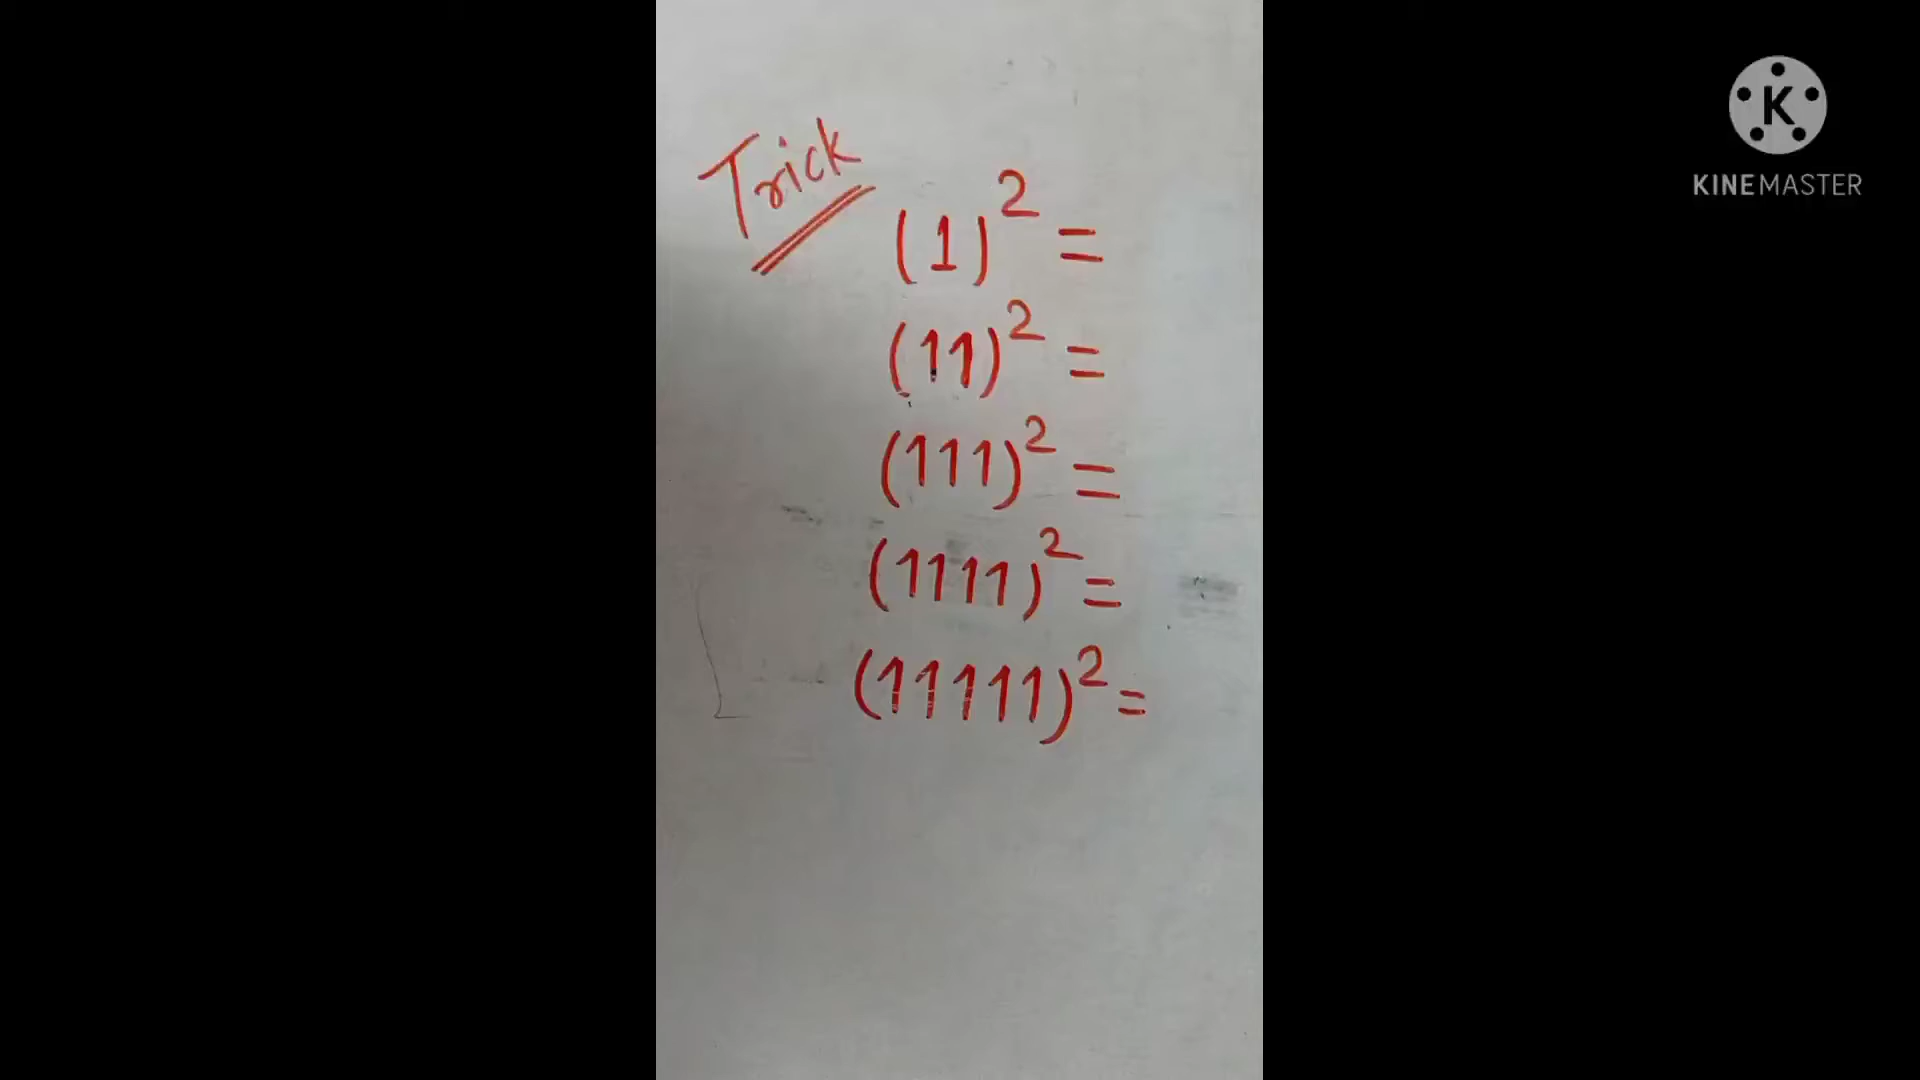 Trick
(1)² =
(11)² =
(111)² =
(1111)² =
(11111)² =
K
KINEMASTER